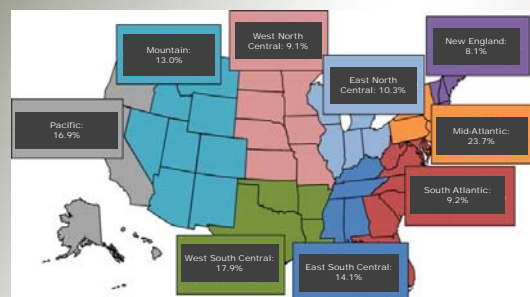 West North
Central: 9.1%
New England:
8.1%
Mountain:
13.0%
East North
Central: 10.3%
Pacific:
16.9%
Mid-Atlantic:
23.7%
South Atlantic:
9.2%
West South Central:
17.9%
East South Central:
14.1%